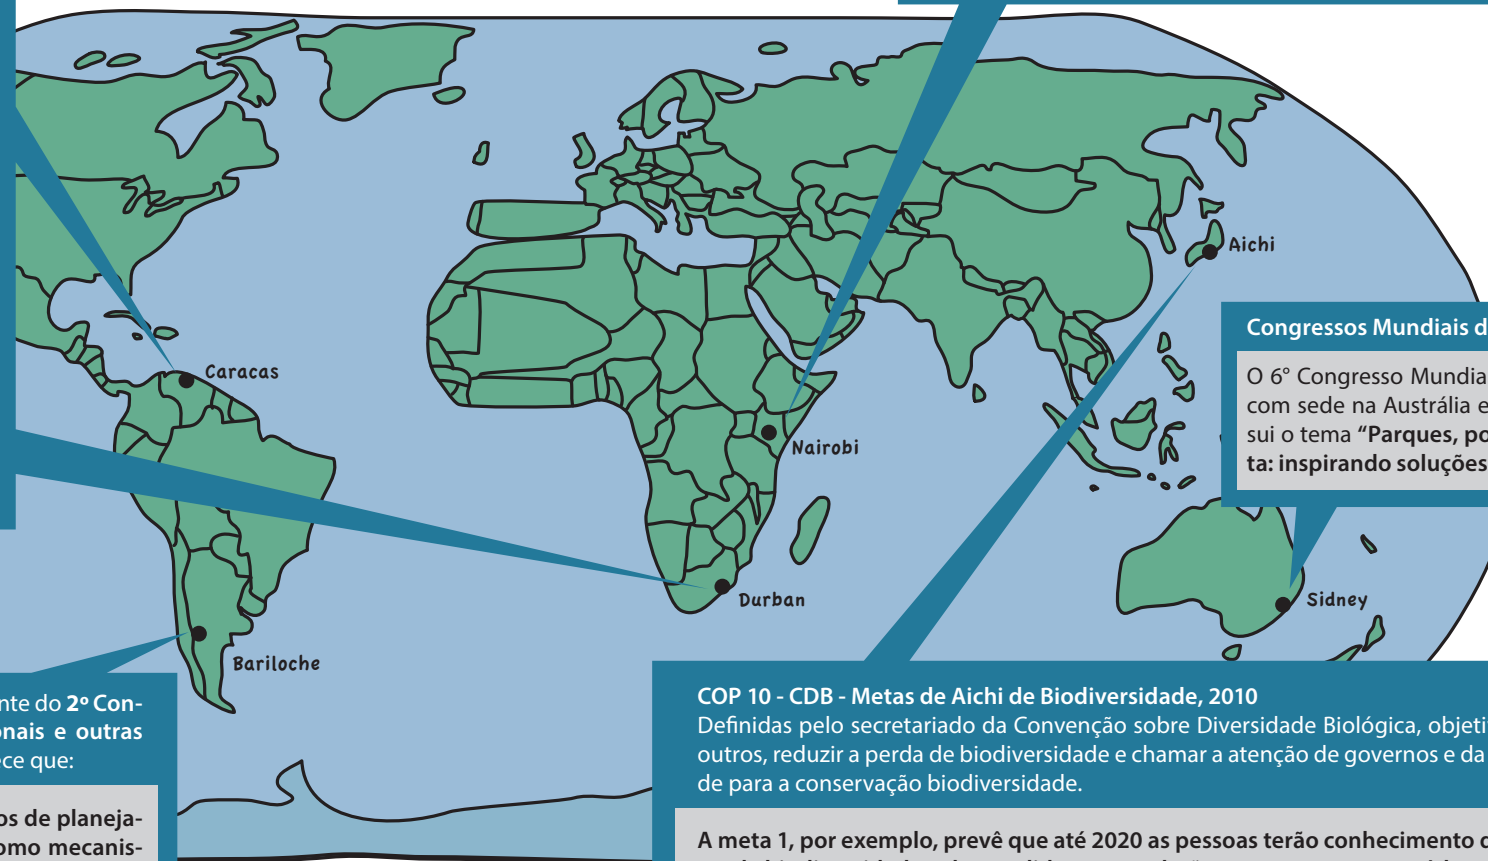 Aichi
Congressos Mundiais d
O 6° Congresso Mundia
com sede na Austrália e
sui o tema “Parques, po
ta: inspirando soluções
Caracas
Nairobi
Durban
Sidney
Bariloche
nte do 2º Con-
onais e outras
ece que:
os de planeja-
omo mecanis-
COP 10 - CDB - Metas de Aichi de Biodiversidade, 2010
Definidas pelo secretariado da Convenção sobre Diversidade Biológica, objeti
outros, reduzir a perda de biodiversidade e chamar a atenção de governos e da
de para a conservação biodiversidade.
A meta 1, por exemplo, prevê que até 2020 as pessoas terão conhecimento d